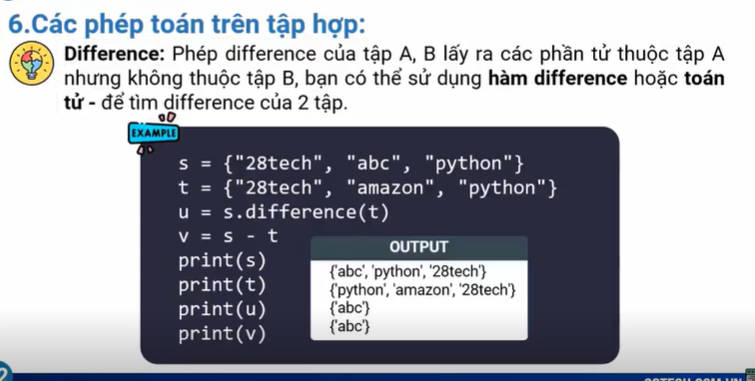 6.Các phép toán trên tập hợp:
Difference: Phép difference của tập A, B lấy ra các phần tử thuộc tập A
nhưng không thuộc tập B, bạn có thể sử dụng hàm difference hoặc toán
tử - để tìm difference của 2 tập.
EXAMPLE
s = {"28tech", "abc", "python"}
t = {"28tech", "amazon", "python"}
u = s.difference(t)
v = s - t
print(s)
print(t)
print(u)
print(v)
OUTPUT
{'abc', 'python', '28tech'}
{'python', 'amazon', '28tech'}
{'abc'}
{'abc'}